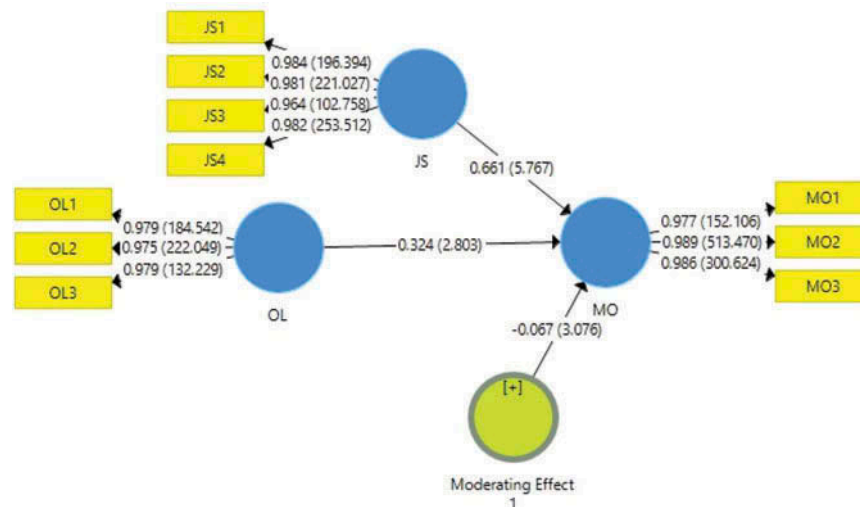 JS1
JS2
JS3
JS4
0.984 (196.394)
0.981 (221.027)
0.964 (102.758)
0.982 (253.512)
JS
0.661 (5.767)
OL1
OL2
OL3
0.979 (184.542)
0.975 (222.049)
0.979 (132.229)
OL
0.324 (2.803)
MO
0.977 (152.106)
0.989 (513.470)
0.986 (300.624)
MO1
MO2
MO3
-0.067 (3.076)
[+]
Moderating Effect
1